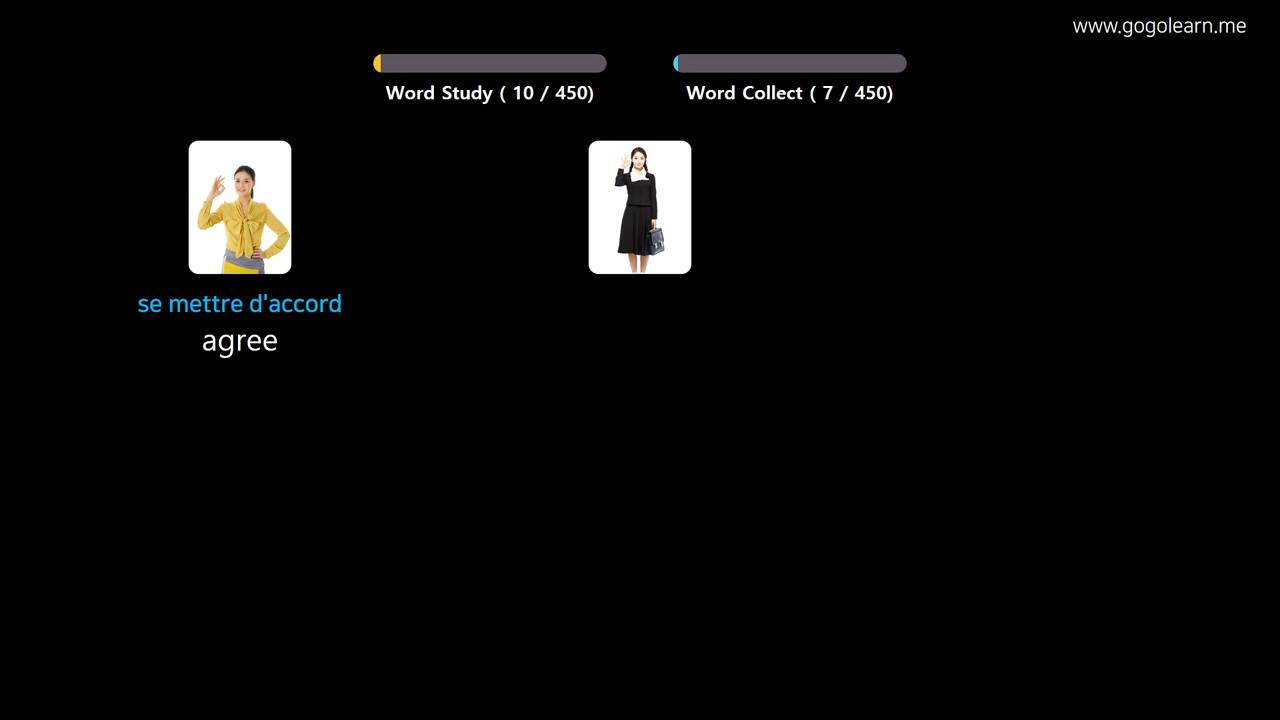 www.gogolearn.me
Word Study ( 10 / 450)
Word Collect ( 7 / 450)
se mettre d'accord
agree